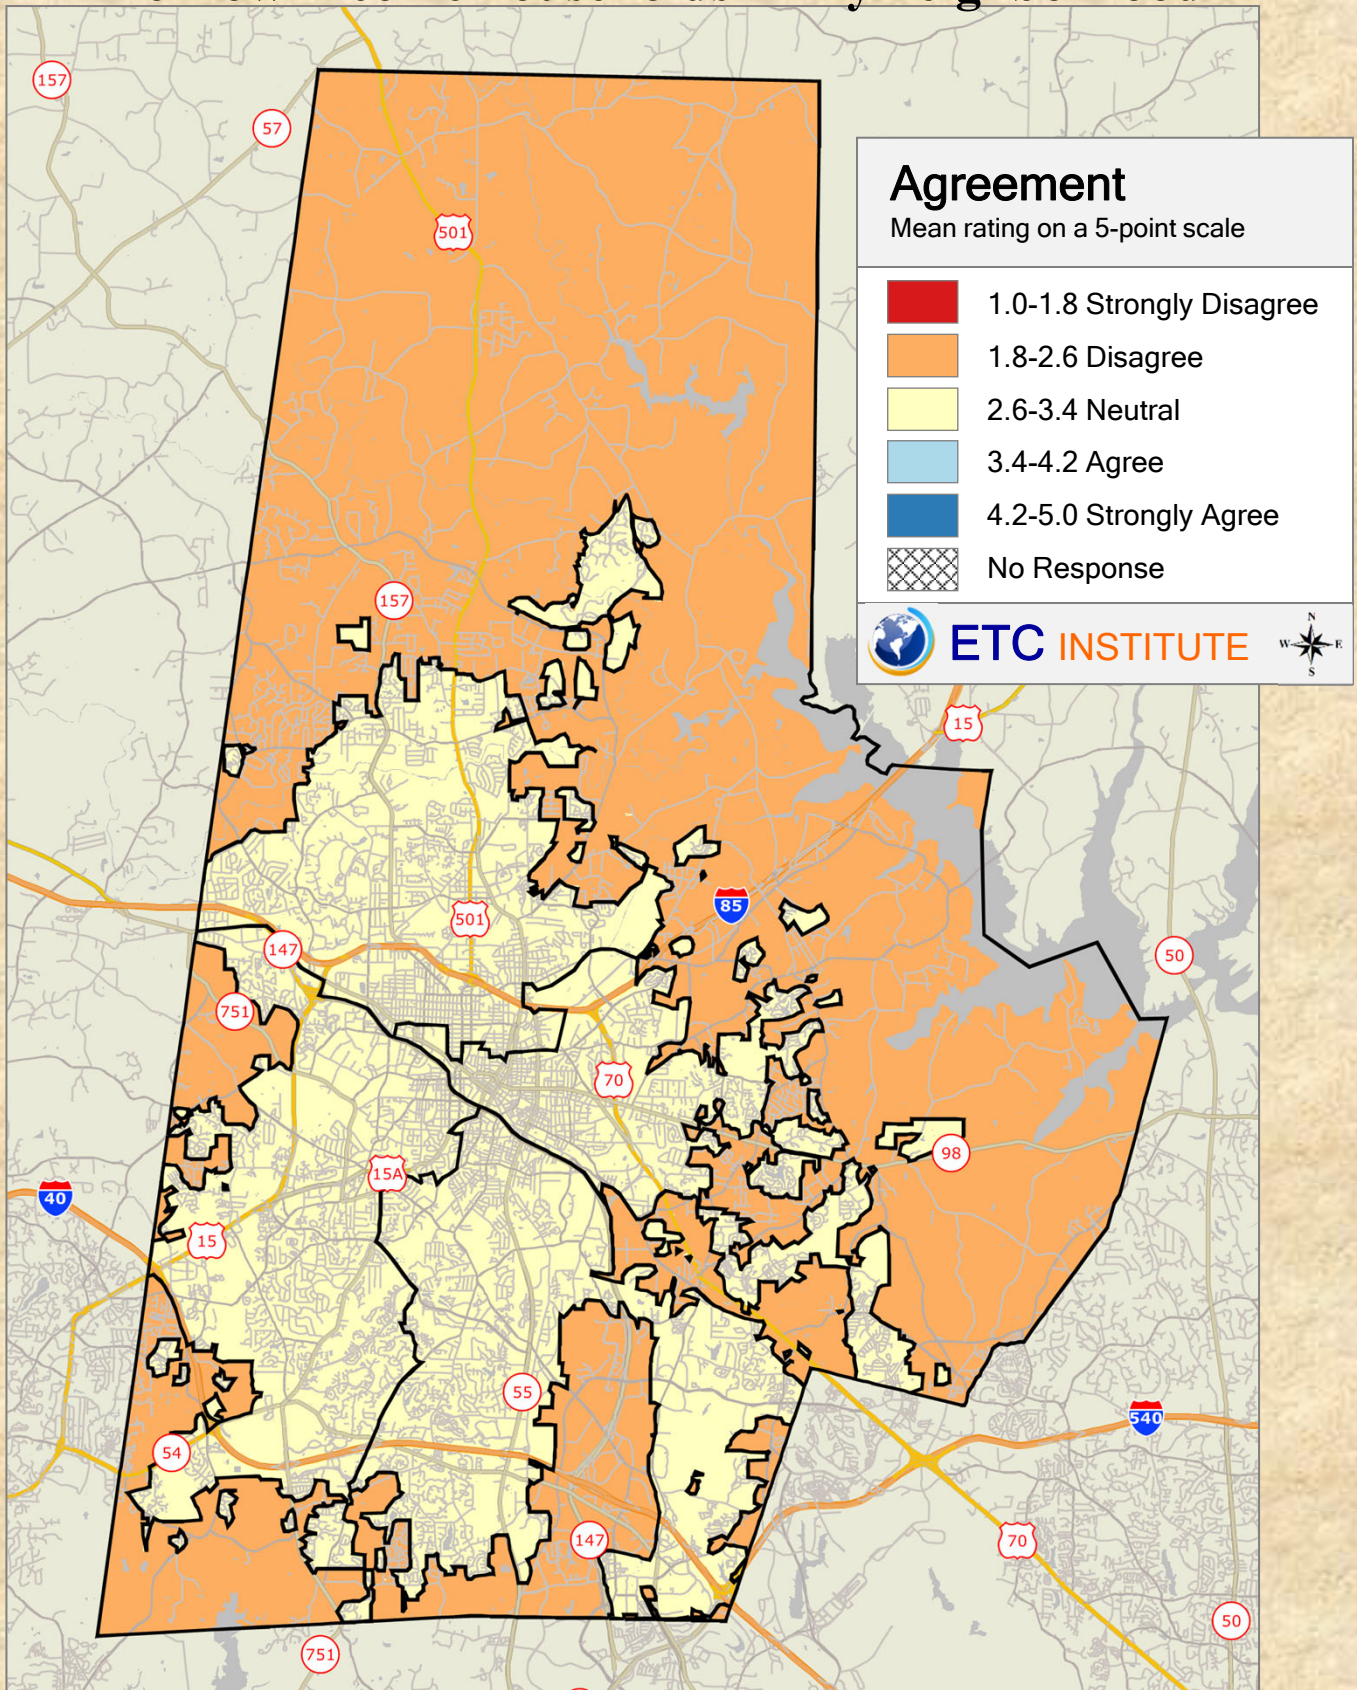 157
57
501
Agreement
Mean rating on a 5-point scale
1.0-1.8 Strongly Disagree
1.8-2.6 Disagree
2.6-3.4 Neutral
3.4-4.2 Agree
4.2-5.0 Strongly Agree
No Response
ETC INSTITUTE
N
W E
S
157
15
85
501
147
50
751
70
98
15A
40
15
55
540
54
147
70
50
751